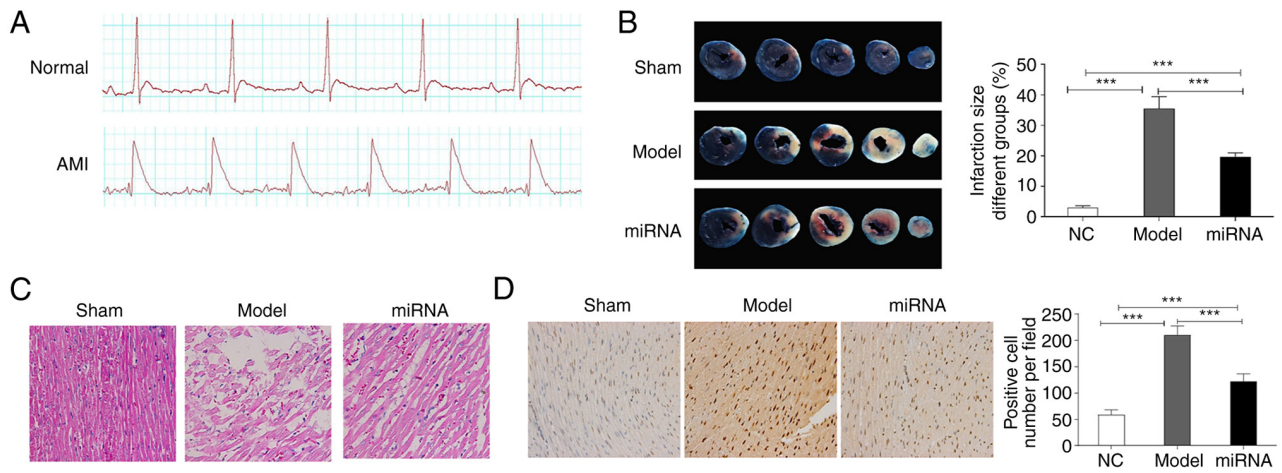 A
Normal
AMI
B
Sham
Model
miRNA
Infarction size
different groups (%)
50
40
30
20
10
0
***
***
***
NC Model miRNA
C
Sham Model miRNA
D
Sham Model miRNA
Positive cell
number per field
250
200
150
100
50
0
***
***
***
NC Model miRNA